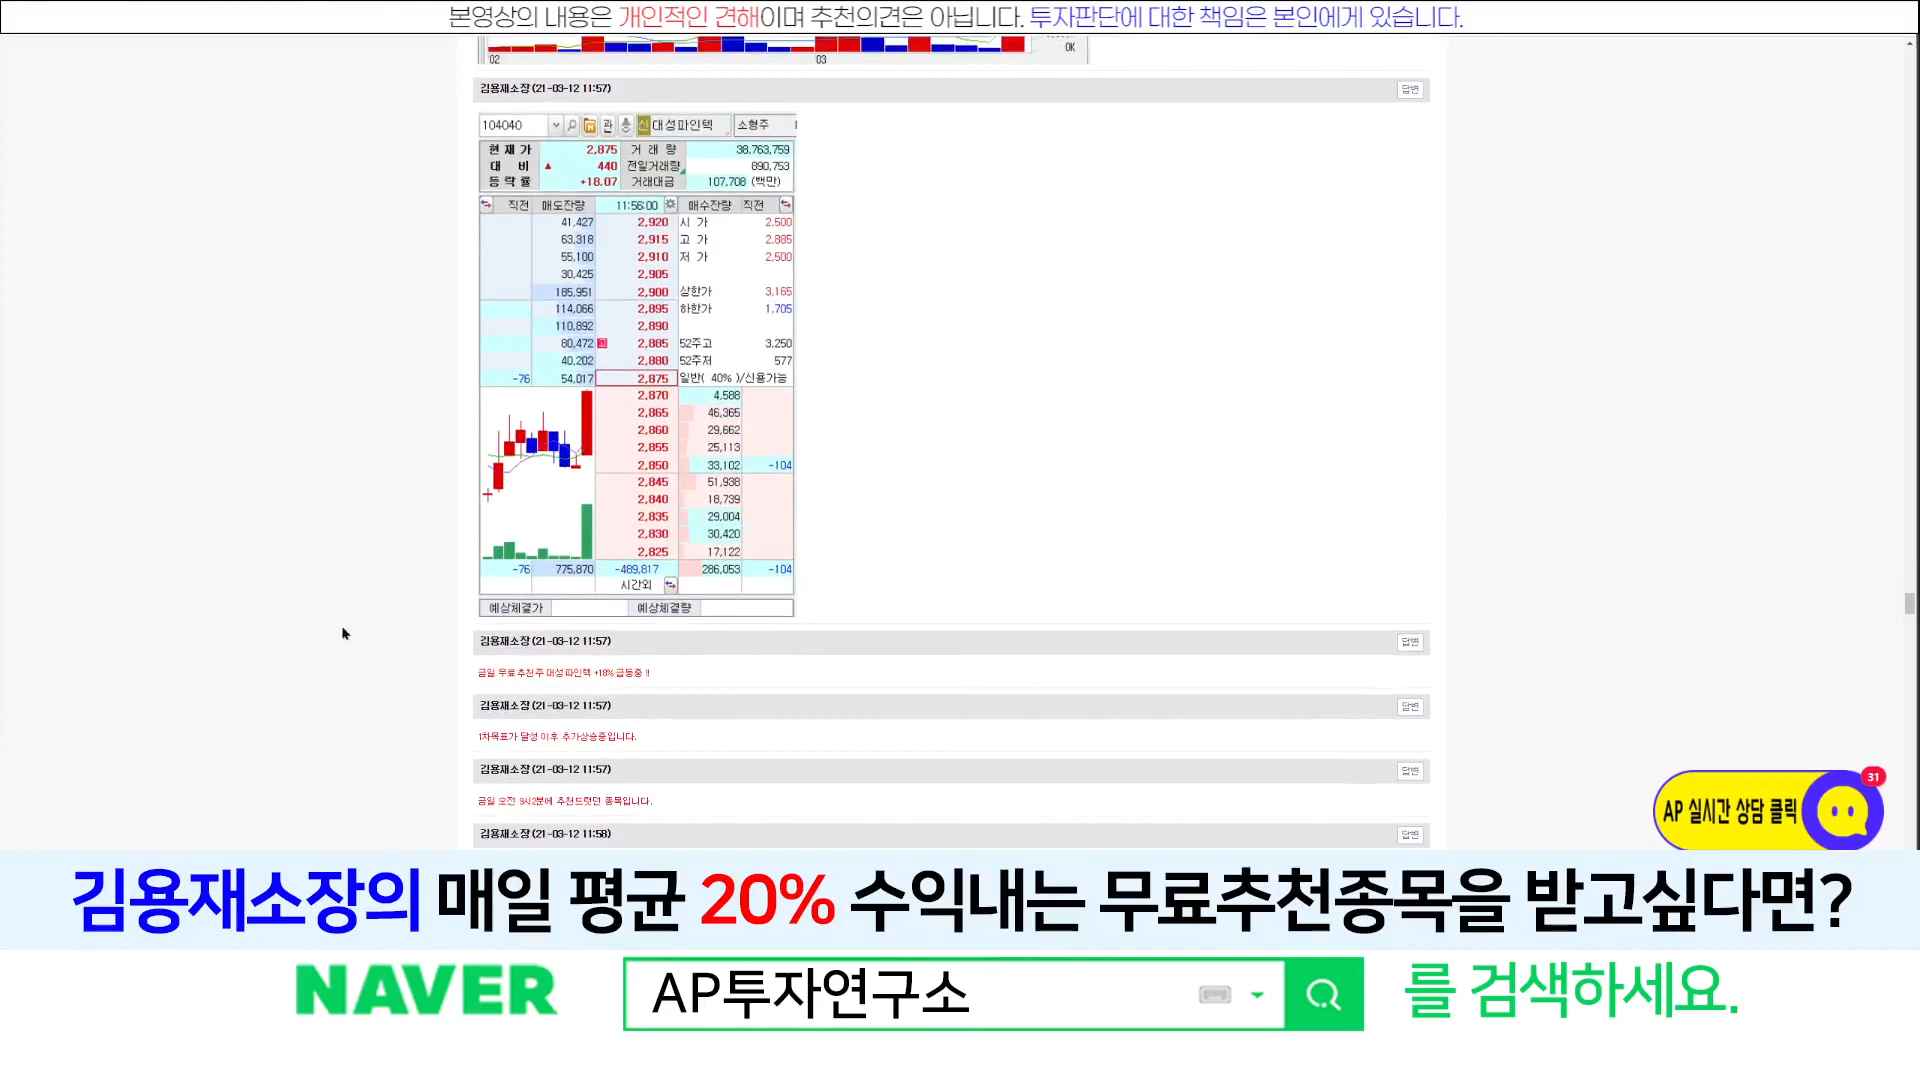 본영상의 내용은 개인적인 견해이며 추천의견은 아닙니다. 투자판단에 대한 책임은 본인에게 있습니다.
OK
02 03
김용재소장 (21-03-12 11:57) 답변
104040 관 신 대성파인텍 소형주
현재가 2,875 거래량 38,763,759
대비 ▲ 440 전일거래량 890,753
등락률 +18.07 거래대금 107,708 (백만)
직전 매도잔량 11:56:00 매수잔량 직전
41,427 2,920 시가 2,500
63,318 2,915 고가 2,885
55,100 2,910 저가 2,500
30,425 2,905
185,951 2,900 상한가 3,165
114,066 2,895 하한가 1,705
110,892 2,890
80,472 고 2,885 52주고 3,250
40,202 2,880 52주저 577
-76 54,017 2,875 일반( 40% )/신용가능
2,870 4,588
2,865 46,365
2,860 29,662
2,855 25,113
2,850 33,102 -104
2,845 51,938
2,840 18,739
2,835 29,004
2,830 30,420
2,825 17,122
-76 775,870 -489,817 286,053 -104
시간외
예상체결가 예상체결량
김용재소장 (21-03-12 11:57) 답변
금일 무료추천주 대성파인텍 +18% 급등중 !!
김용재소장 (21-03-12 11:57) 답변
1차목표가 달성 이후 추가상승중입니다.
김용재소장 (21-03-12 11:57) 답변
금일 오전 9시2분에 추천드렷던 종목입니다.
김용재소장 (21-03-12 11:58) 답변
AP 실시간 상담 클릭 31
김용재소장의 매일 평균 20% 수익내는 무료추천종목을 받고싶다면?
NAVER AP투자연구소 를 검색하세요.